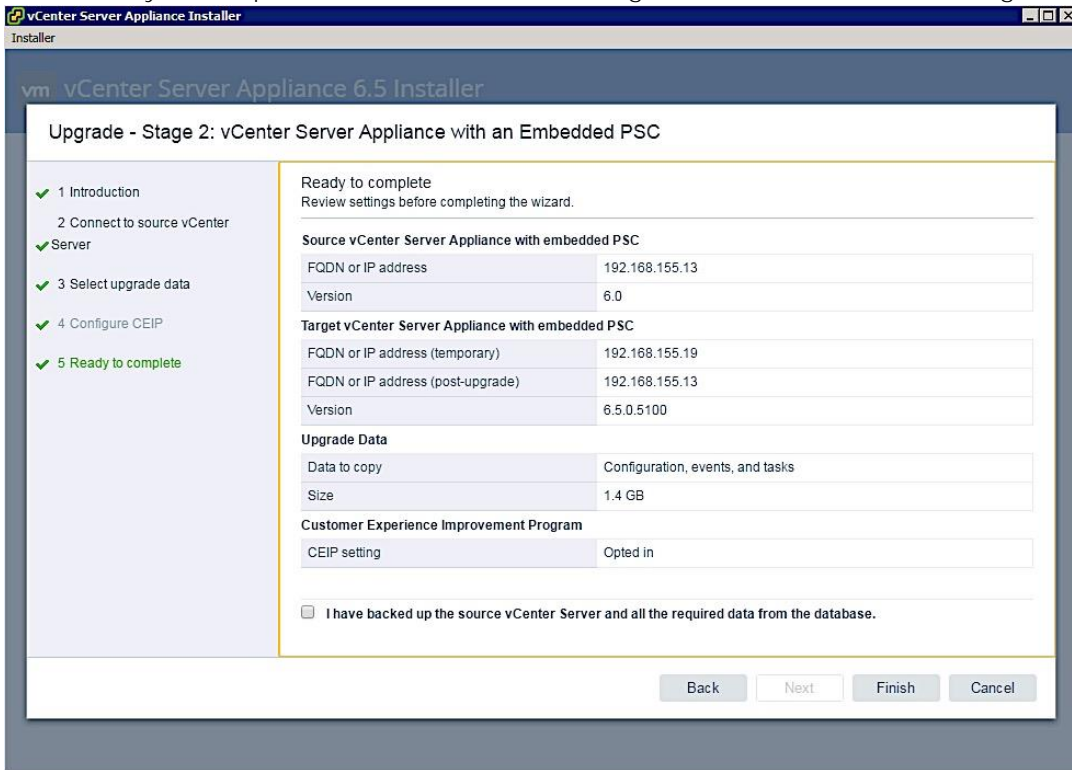 vCenter Server Appliance Installer
Installer
vm vCenter Server Appliance 6.5 Installer
Upgrade - Stage 2: vCenter Server Appliance with an Embedded PSC
1 Introduction
2 Connect to source vCenter
Server
3 Select upgrade data
4 Configure CEIP
5 Ready to complete
Ready to complete
Review settings before completing the wizard.
Source vCenter Server Appliance with embedded PSC
FQDN or IP address 192.168.155.13
Version 6.0
Target vCenter Server Appliance with embedded PSC
FQDN or IP address (temporary) 192.168.155.19
FQDN or IP address (post-upgrade) 192.168.155.13
Version 6.5.0.5100
Upgrade Data
Data to copy Configuration, events, and tasks
Size 1.4 GB
Customer Experience Improvement Program
CEIP setting Opted in
I have backed up the source vCenter Server and all the required data from the database.
Back Next Finish Cancel